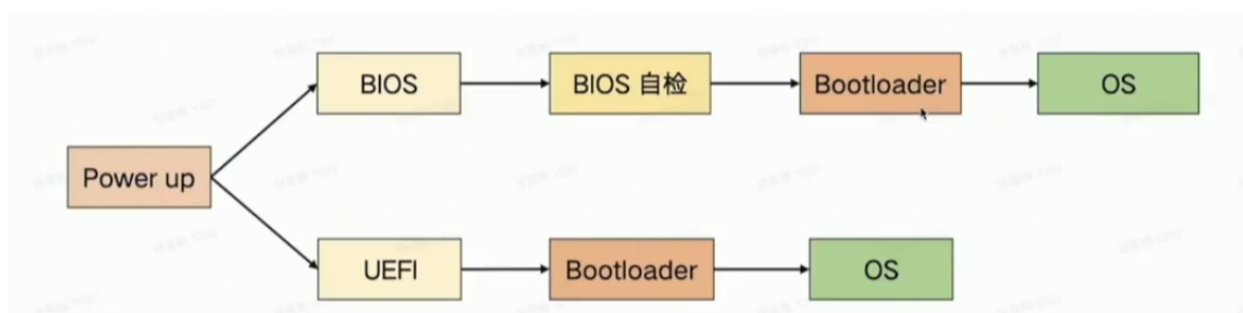 BIOS
BIOS 自检
Bootloader
OS
Power up
UEFI
Bootloader
OS